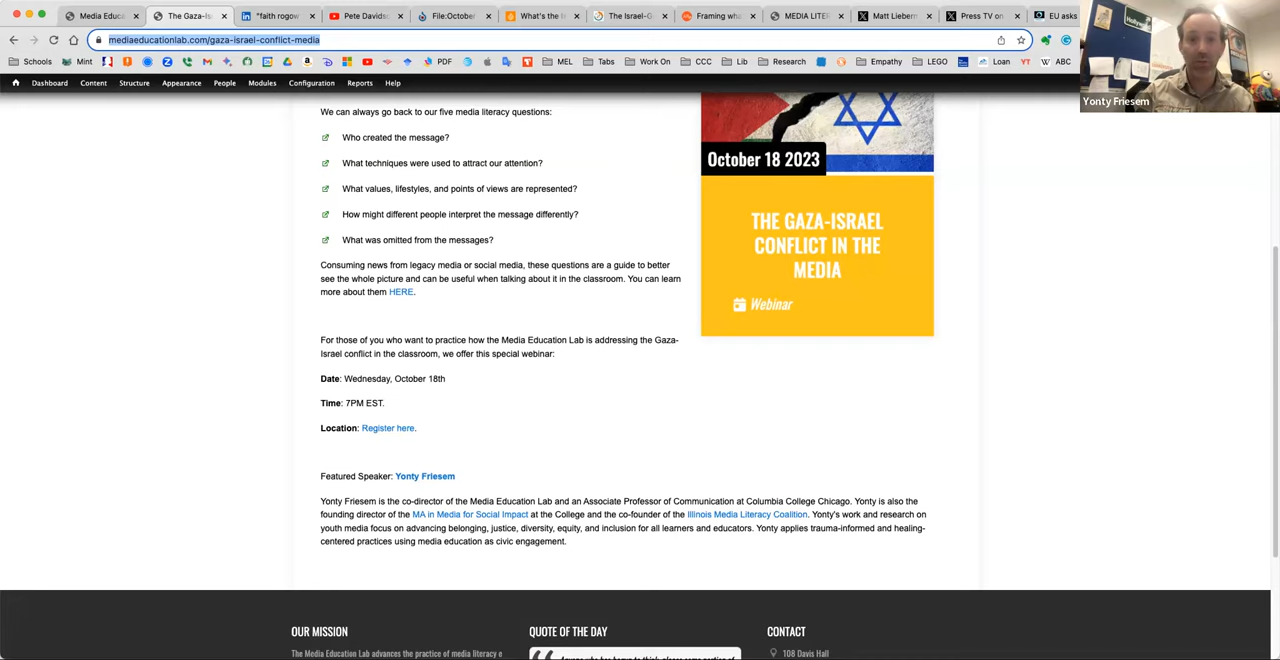 Media Educa
The Gaza-Is
"faith rogow
Pete Davids
File:October
What's the I
The Israel-G
Framing wha
MEDIA LITER
Matt Lieberm
Press TV on
EU asks
mediaeducationlab.com/gaza-israel-conflict-media
Schools
Mint
PDF
MEL
Tabs
Work On
CCC
Lib
Research
Empathy
LEGO
Loan
YT
ABC
Dashboard
Content
Structure
Appearance
People
Modules
Configuration
Reports
Help
Yonty Friesem
We can always go back to our five media literacy questions:
Who created the message?
What techniques were used to attract our attention?
What values, lifestyles, and points of views are represented?
How might different people interpret the message differently?
What was omitted from the messages?
Consuming news from legacy media or social media, these questions are a guide to better
see the whole picture and can be useful when talking about it in the classroom. You can learn
more about them HERE.
October 18 2023
THE GAZA-ISRAEL
CONFLICT IN THE
MEDIA
Webinar
For those of you who want to practice how the Media Education Lab is addressing the Gaza-
Israel conflict in the classroom, we offer this special webinar:
Date: Wednesday, October 18th
Time: 7PM EST.
Location: Register here.
Featured Speaker: Yonty Friesem
Yonty Friesem is the co-director of the Media Education Lab and an Associate Professor of Communication at Columbia College Chicago. Yonty is also the
founding director of the MA in Media for Social Impact at the College and the co-founder of the Illinois Media Literacy Coalition. Yonty's work and research on
youth media focus on advancing belonging, justice, diversity, equity, and inclusion for all learners and educators. Yonty applies trauma-informed and healing-
centered practices using media education as civic engagement.
OUR MISSION
The Media Education Lab advances the practice of media literacy e
QUOTE OF THE DAY
CONTACT
108 Davis Hall